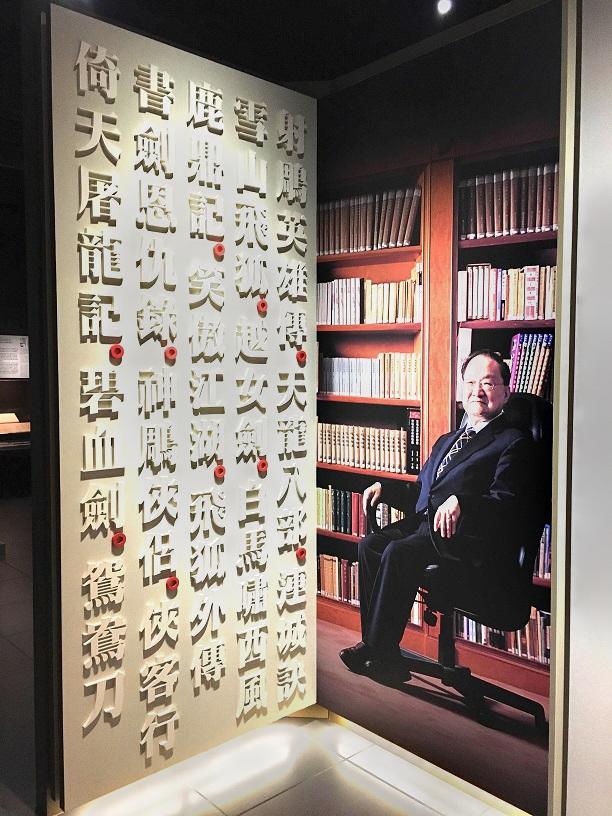 射鵰英雄傳。天龍八部。連城訣
雪山飛狐。越女劍。白馬嘯西風
鹿鼎記。笑傲江湖。飛狐外傳
書劍恩仇錄。神鵰俠侶。俠客行
倚天屠龍記。碧血劍。鴛鴦刀